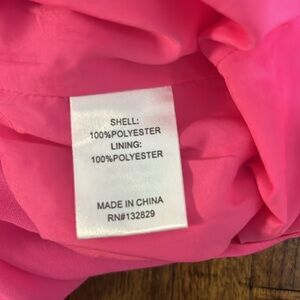 SHELL:
100%POLYESTER
LINING:
100%POLYESTER
MADE IN CHINA
RN#132829